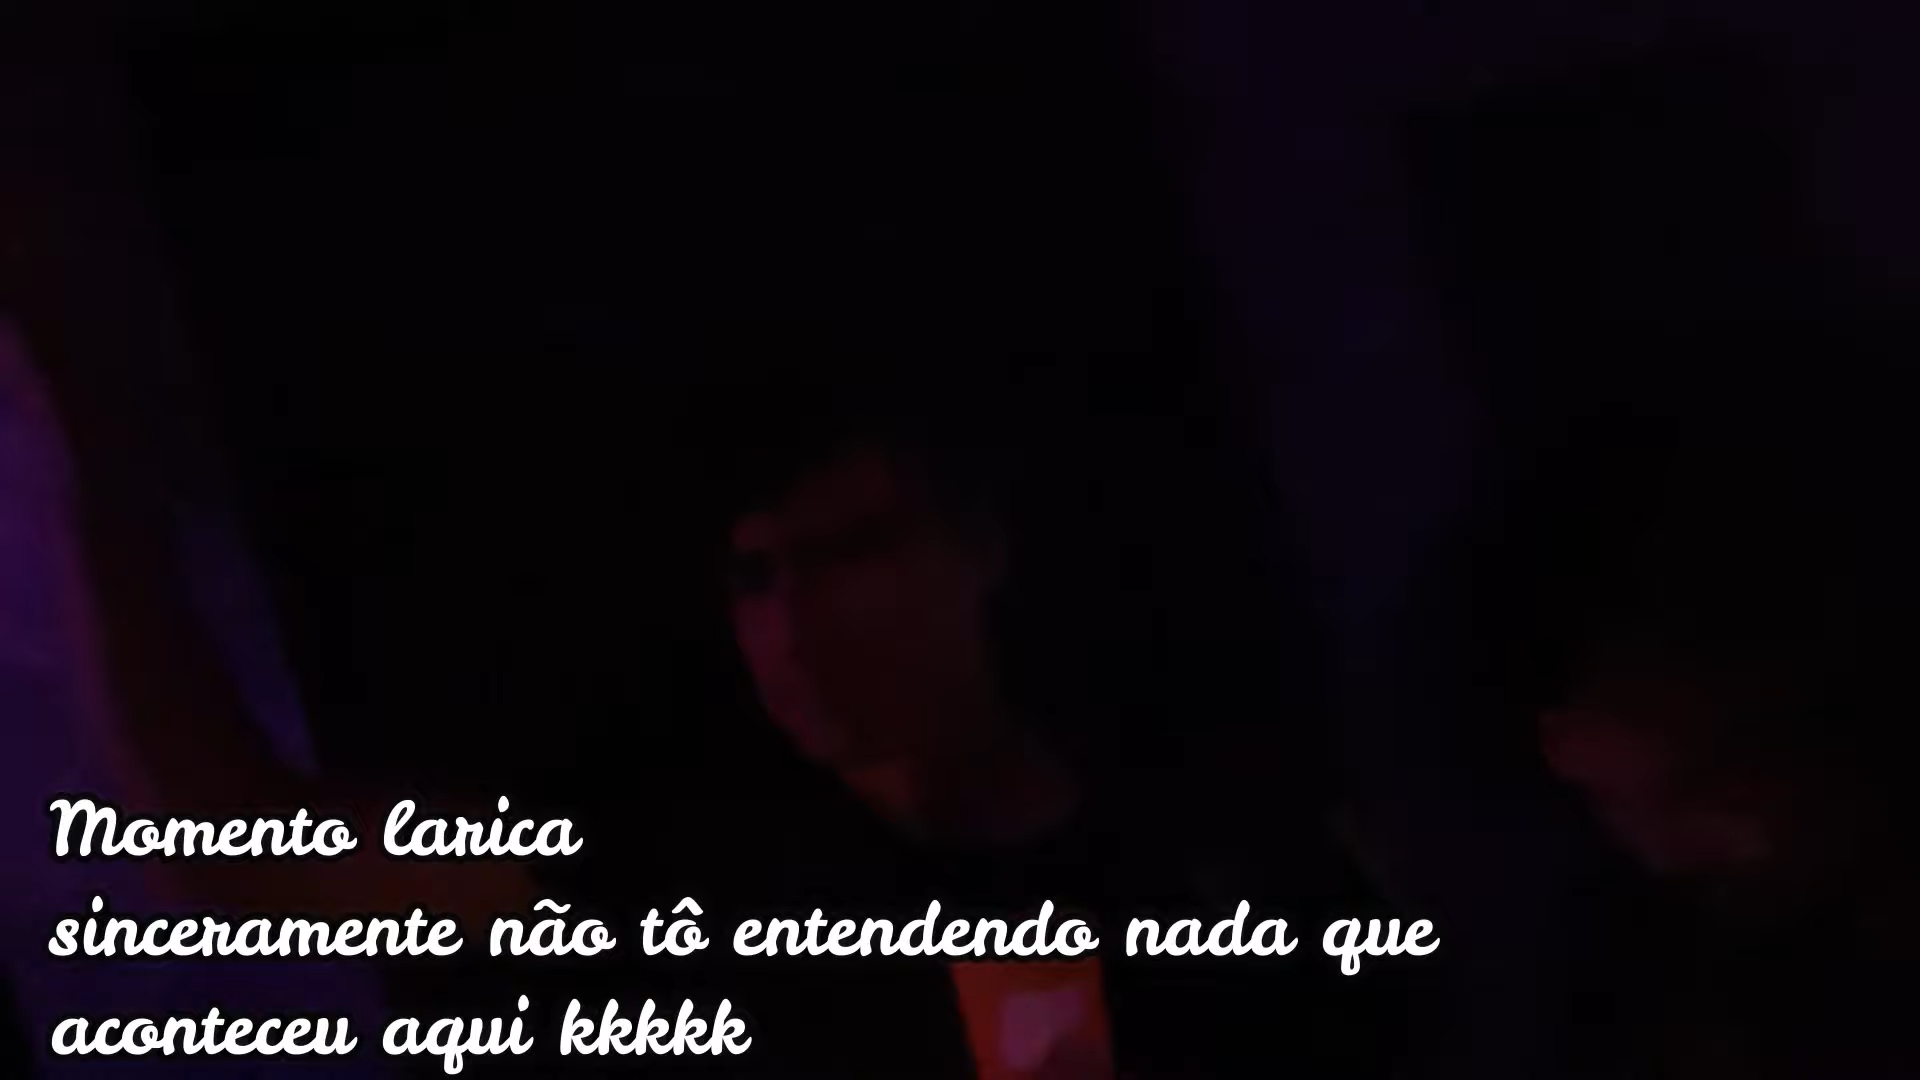 Momento larica
sinceramente não tô entendendo nada que
aconteceu aqui kkkkk